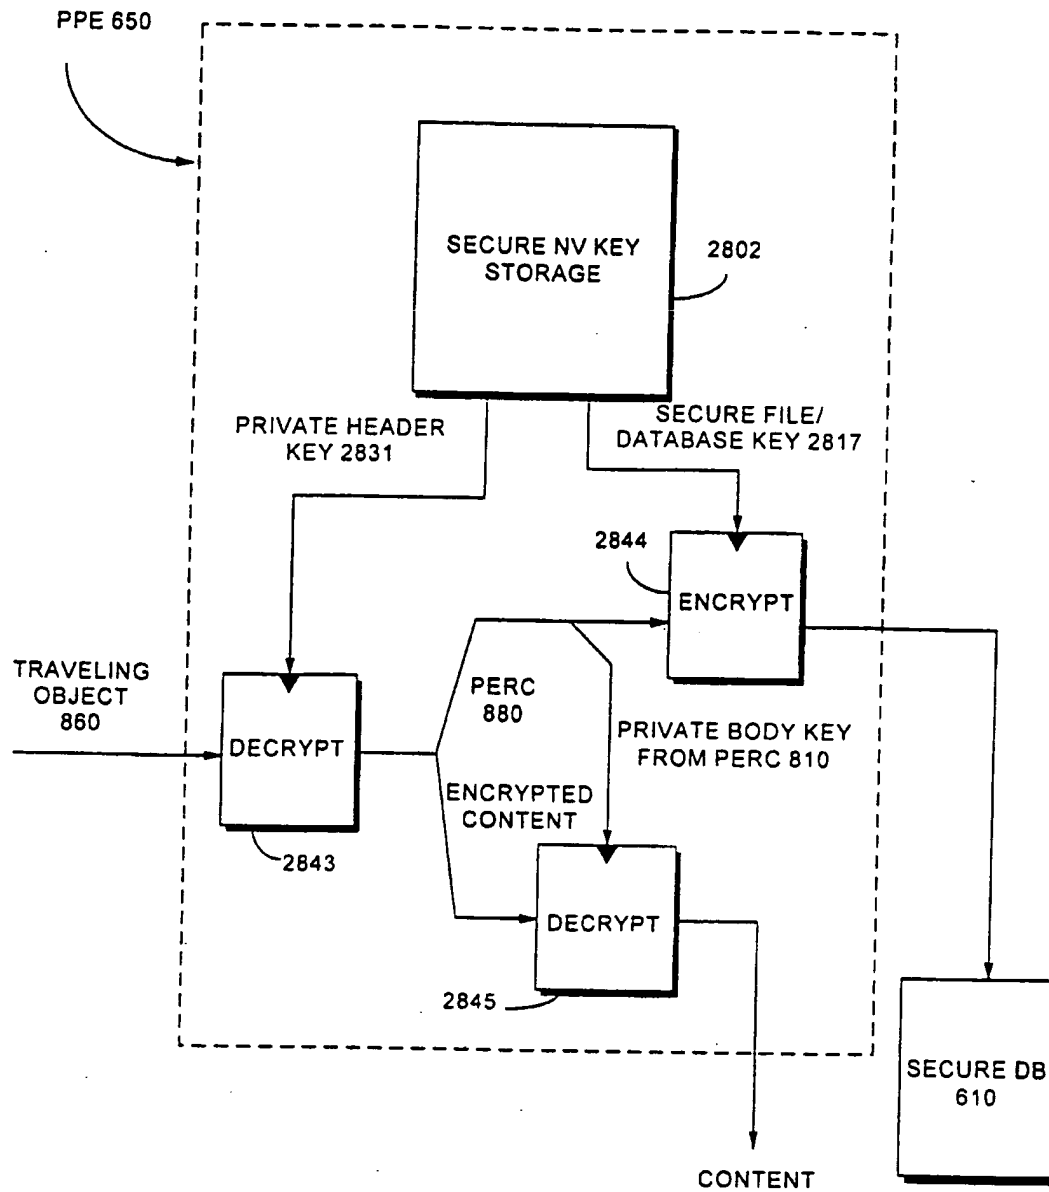 PPE 650
SECURE NV KEY
STORAGE
2802
PRIVATE HEADER
KEY 2831
SECURE FILE/
DATABASE KEY 2817
2844
ENCRYPT
TRAVELING
OBJECT
860
DECRYPT
2843
PERC
880
PRIVATE BODY KEY
FROM PERC 810
ENCRYPTED
CONTENT
DECRYPT
2845
SECURE DB
610
CONTENT